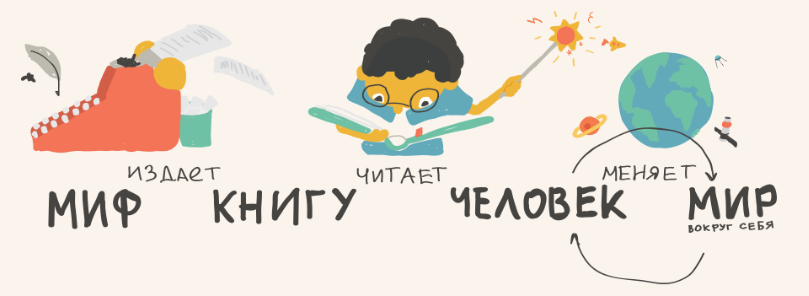 ИЗДАЕТ ЧИТАЕТ МЕНЯЕТ
МИФ КНИГУ ЧЕЛОВЕК МИР
ВОКРУГ СЕБЯ